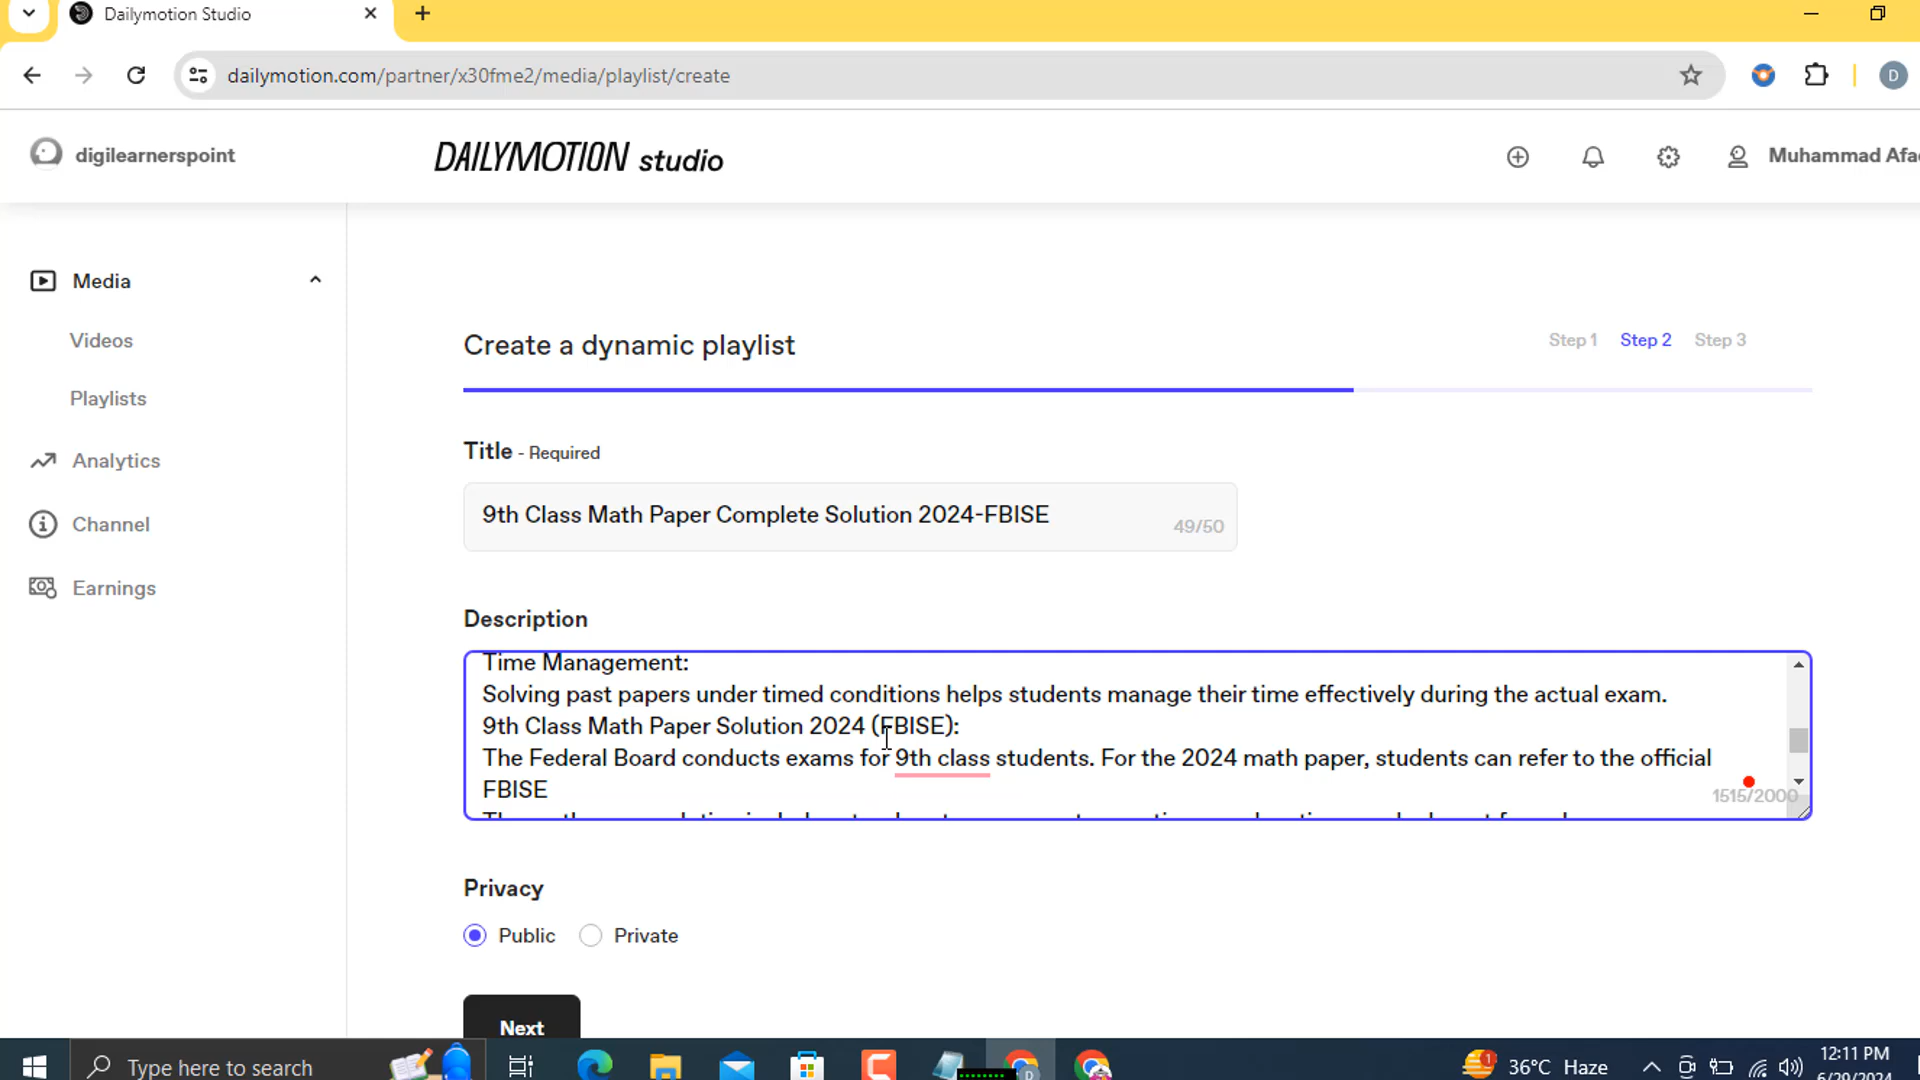 Dailymotion Studio
dailymotion.com/partner/x30fme2/media/playlist/create
D
digilearnerspoint
DAILYMOTION studio
Muhammad Afa
Media
Videos
Playlists
Analytics
Channel
Earnings
Create a dynamic playlist
Step 1 Step 2 Step 3
Title - Required
9th Class Math Paper Complete Solution 2024-FBISE
49/50
Description
Time Management:
Solving past papers under timed conditions helps students manage their time effectively during the actual exam.
9th Class Math Paper Solution 2024 (FBISE):
The Federal Board conducts exams for 9th class students. For the 2024 math paper, students can refer to the official
FBISE
1515/2000
Privacy
Public Private
Next
Type here to search
1
36°C Haze
12:11 PM
6/29/2024